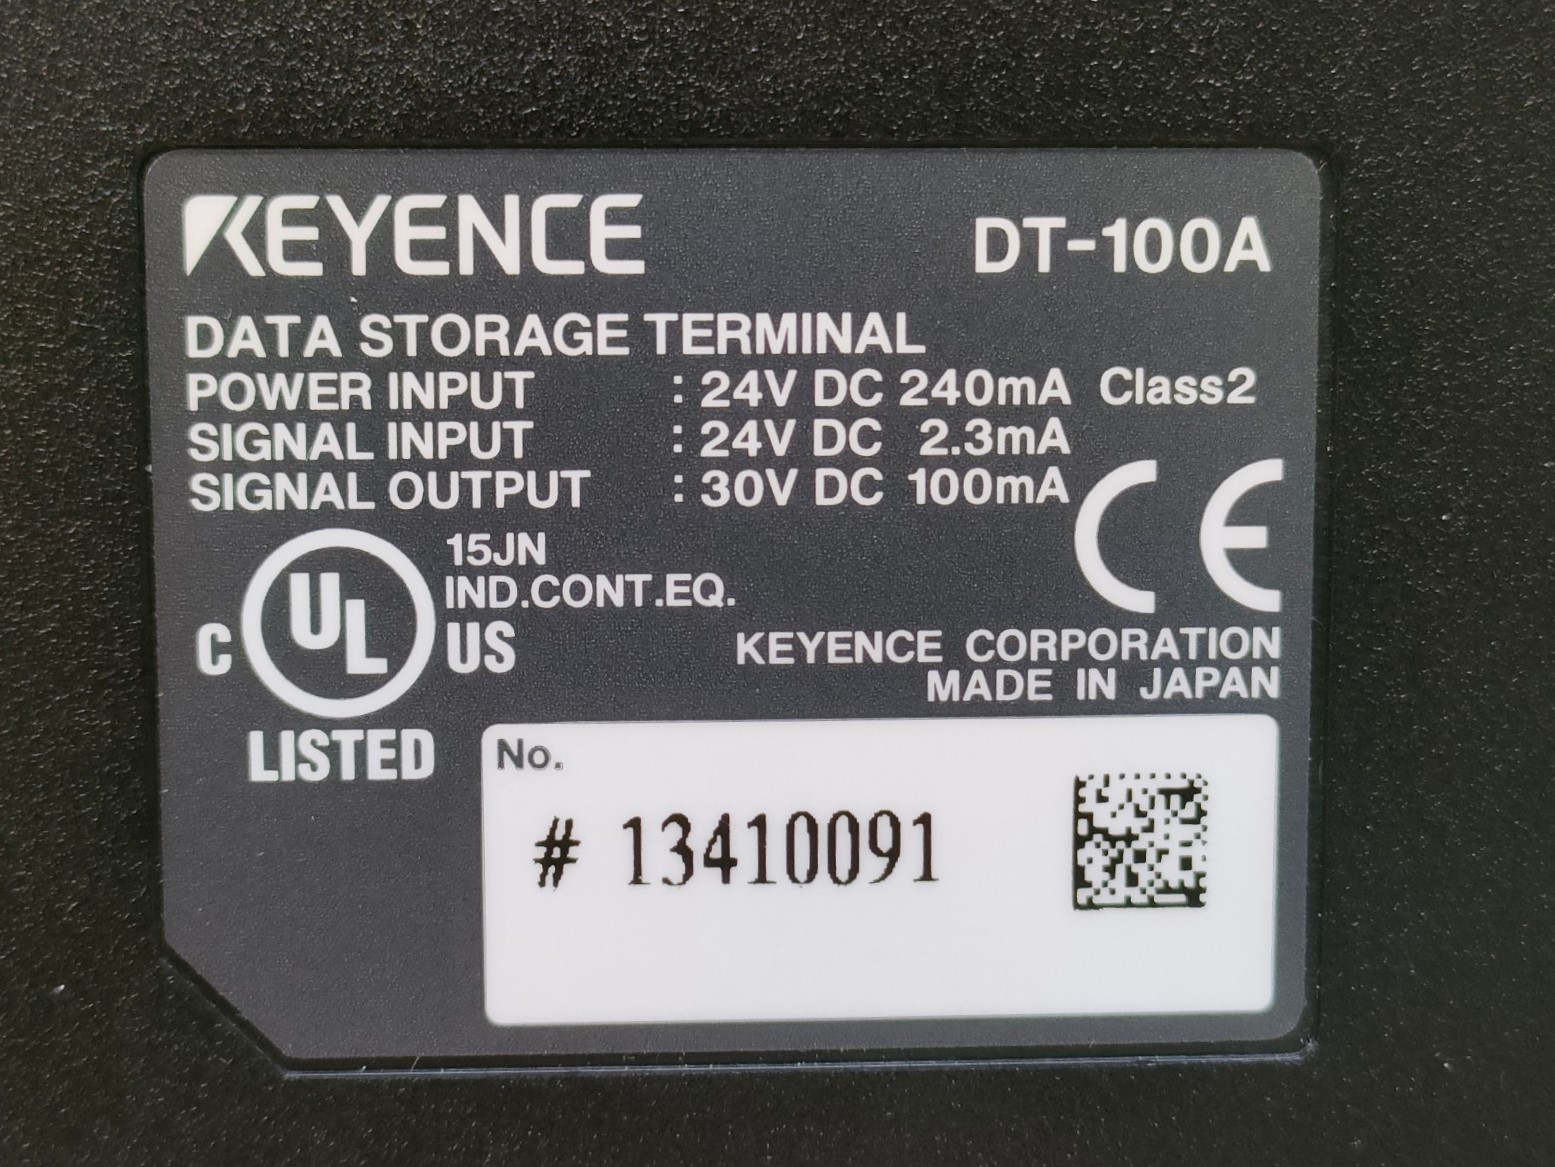 KEYENCE DT-100A
DATA STORAGE TERMINAL
POWER INPUT : 24V DC 240mA Class2
SIGNAL INPUT : 24V DC 2.3mA
SIGNAL OUTPUT : 30V DC 100mA
CE
15JN
IND.CONT.EQ.
C UL US
LISTED
KEYENCE CORPORATION
MADE IN JAPAN
No.
# 13410091